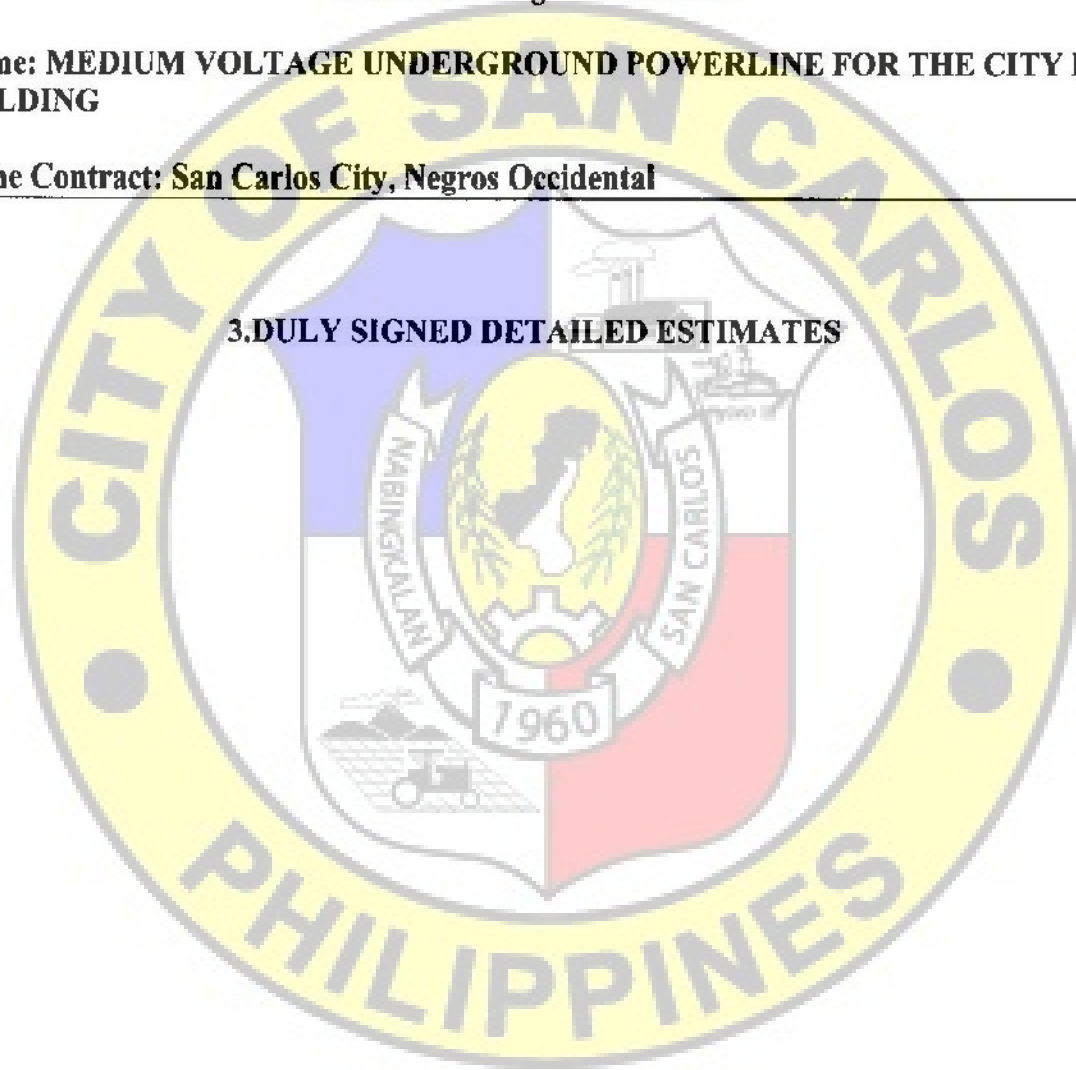 me: MEDIUM VOLTAGE UNDERGROUND POWERLINE FOR THE CITY
LDING
he Contract: San Carlos City, Negros Occidental
3.DULY SIGNED DETAILED ESTIMATES
CITY OF SAN CARLOS
NABINGKALAN
SAN CARLOS
1960
PHILIPPINES